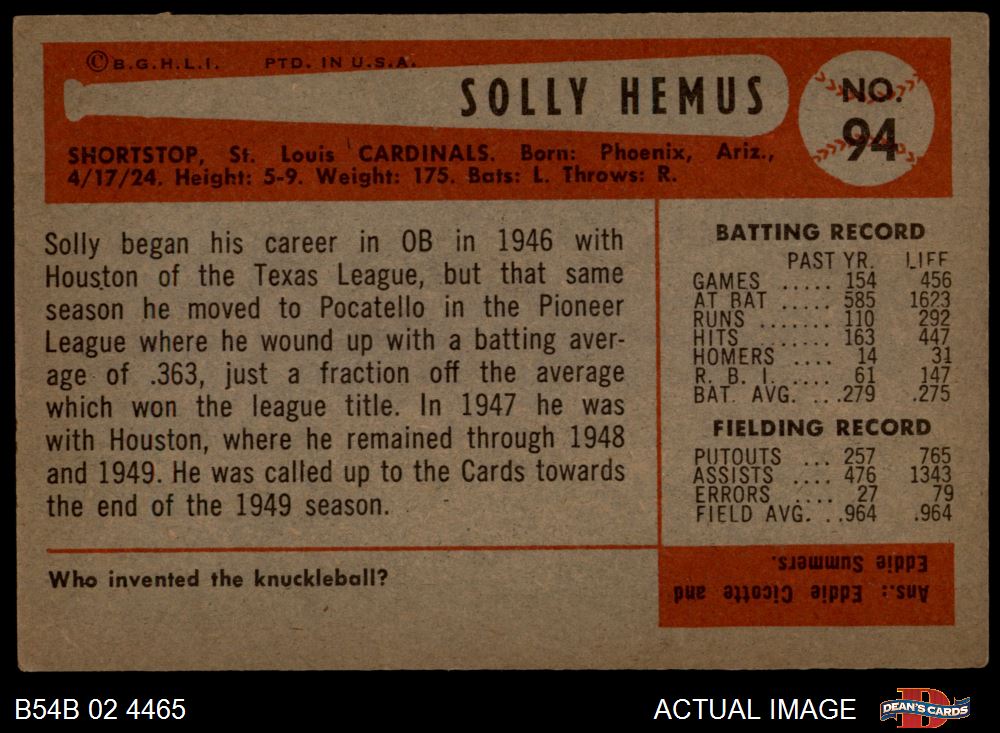 ©B.G.H.L.I. PTD. IN U.S.A.
SOLLY HEMUS
NO.
94
SHORTSTOP, St. Louis CARDINALS. Born: Phoenix, Ariz.,
4/17/24. Height: 5-9. Weight: 175. Bats: L. Throws: R.
Solly began his career in OB in 1946 with
Houston of the Texas League, but that same
season he moved to Pocatello in the Pioneer
League where he wound up with a batting aver-
age of .363, just a fraction off the average
which won the league title. In 1947 he was
with Houston, where he remained through 1948
and 1949. He was called up to the Cards towards
the end of the 1949 season.
Who invented the knuckleball?
BATTING RECORD
PAST YR. LIFE
GAMES ..... 154 456
AT BAT ..... 585 1623
RUNS ....... 110 292
HITS ........ 163 447
HOMERS .... 14 31
R. B. I. ..... 61 147
BAT. AVG. ... .279 .275
FIELDING RECORD
PUTOUTS ... 257 765
ASSISTS .... 476 1343
ERRORS .... 27 79
FIELD AVG. .. .964 .964
Ans.: Eddie Cicotte and
Eddie Summers.
B54B 02 4465
ACTUAL IMAGE
D
DEAN'S CARDS